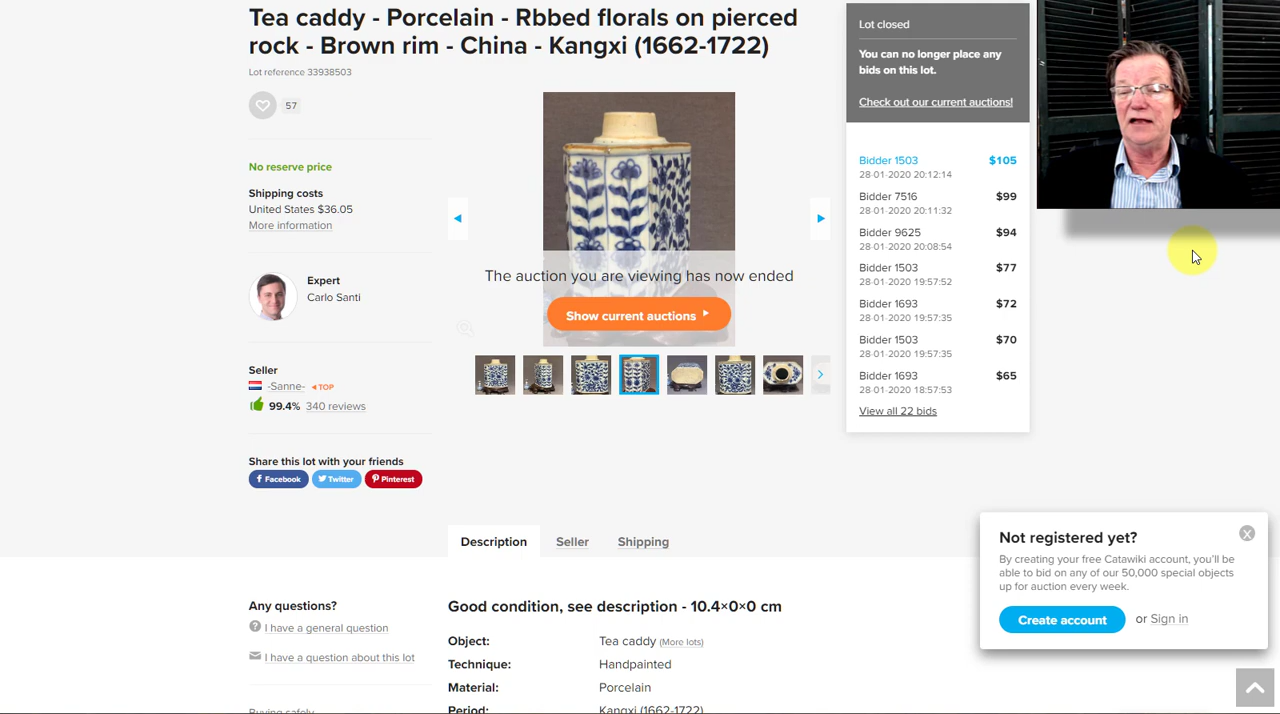 Tea caddy - Porcelain - Rbbed florals on pierced
rock - Brown rim - China - Kangxi (1662-1722)
Lot reference 33938503
57
No reserve price
Shipping costs
United States $36.05
More information
Expert
Carlo Santi
Seller
-Sanne- TOP
99.4% 340 reviews
Share this lot with your friends
Facebook Twitter Pinterest
The auction you are viewing has now ended
Show current auctions
Lot closed
You can no longer place any
bids on this lot.
Check out our current auctions!
Bidder 1503 $105
28-01-2020 20:12:14
Bidder 7516 $99
28-01-2020 20:11:32
Bidder 9625 $94
28-01-2020 20:08:54
Bidder 1503 $77
28-01-2020 19:57:52
Bidder 1693 $72
28-01-2020 19:57:35
Bidder 1503 $70
28-01-2020 19:57:35
Bidder 1693 $65
28-01-2020 18:57:53
View all 22 bids
Description Seller Shipping
Any questions?
I have a general question
I have a question about this lot
Buying safely
Good condition, see description - 10.4×0×0 cm
Object: Tea caddy (More lots)
Technique: Handpainted
Material: Porcelain
Period: Kangxi (1662-1722)
Not registered yet?
By creating your free Catawiki account, you'll be
able to bid on any of our 50,000 special objects
up for auction every week.
Create account or Sign in